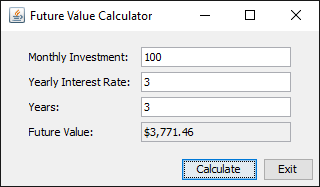 Future Value Calculator
Monthly Investment: 100
Yearly Interest Rate: 3
Years: 3
Future Value: $3,771.46
Calculate Exit